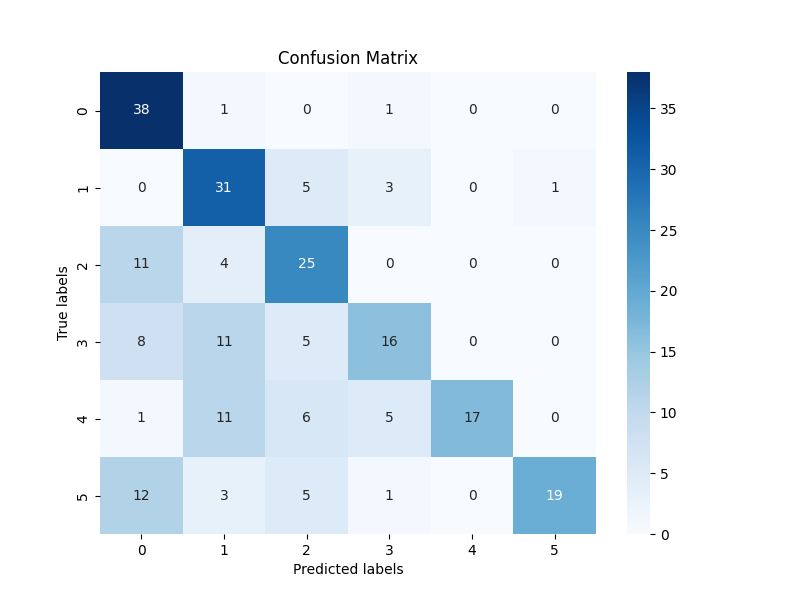 Confusion Matrix
0 38 1 0 1 0 0
1 0 31 5 3 0 1
2 11 4 25 0 0 0
3 8 11 5 16 0 0
4 1 11 6 5 17 0
5 12 3 5 1 0 19
0 1 2 3 4 5
True labels
Predicted labels
35
30
25
20
15
10
5
0